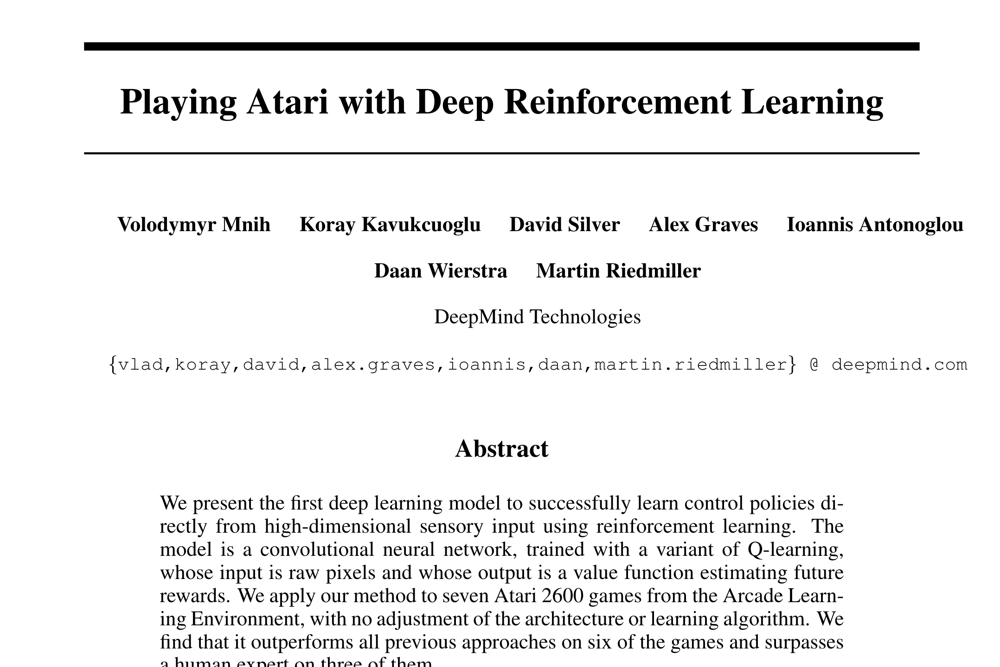 Playing Atari with Deep Reinforcement Learning
Volodymyr Mnih Koray Kavukcuoglu David Silver Alex Graves Ioannis Antonoglou
Daan Wierstra Martin Riedmiller
DeepMind Technologies
{vlad,koray,david,alex.graves,ioannis,daan,martin.riedmiller} @ deepmind.com
Abstract
We present the first deep learning model to successfully learn control policies di-
rectly from high-dimensional sensory input using reinforcement learning. The
model is a convolutional neural network, trained with a variant of Q-learning,
whose input is raw pixels and whose output is a value function estimating future
rewards. We apply our method to seven Atari 2600 games from the Arcade Learn-
ing Environment, with no adjustment of the architecture or learning algorithm. We
find that it outperforms all previous approaches on six of the games and surpasses
a human expert on three of them.